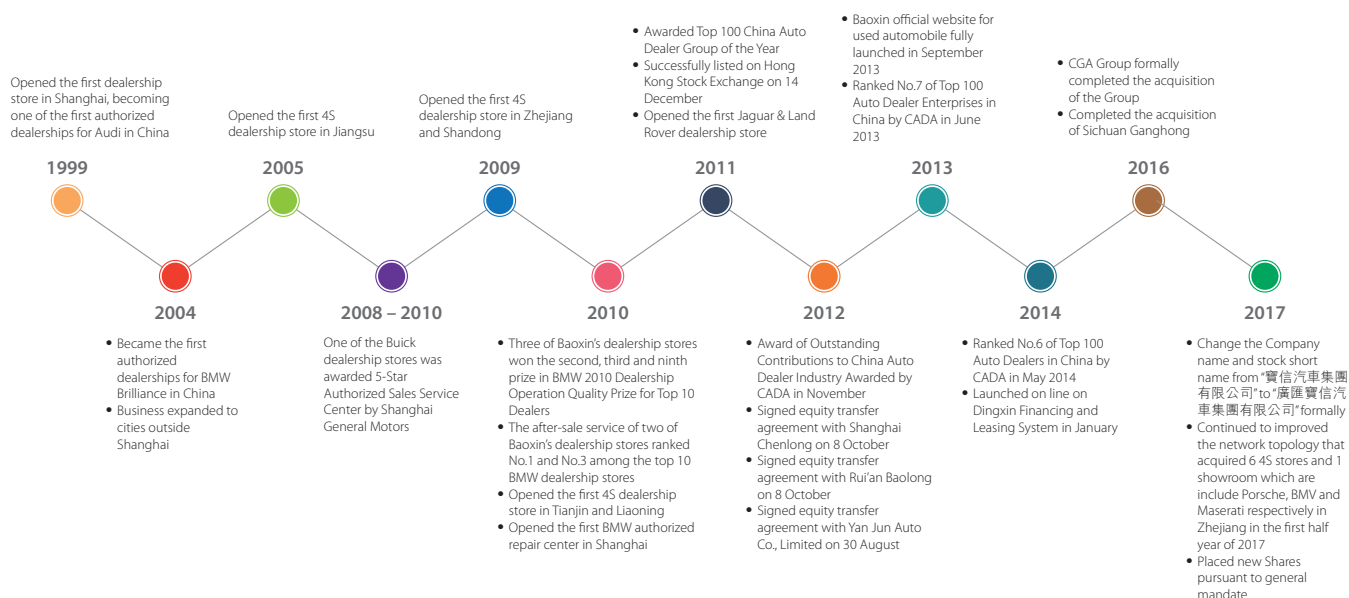 Opened the first dealership
store in Shanghai, becoming
one of the first authorized
dealerships for Audi in China
1999
• Became the first
authorized
dealerships for BMW
Brilliance in China
• Business expanded to
cities outside
Shanghai
2004
Opened the first 4S
dealership store in Jiangsu
2005
2008 – 2010
One of the Buick
dealership stores was
awarded 5-Star
Authorized Sales Service
Center by Shanghai
General Motors
Opened the first 4S
dealership store in Zhejiang
and Shandong
2009
2010
• Three of Baoxin's dealership stores
won the second, third and ninth
prize in BMW 2010 Dealership
Operation Quality Prize for Top 10
Dealers
• The after-sale service of two of
Baoxin's dealership stores ranked
No.1 and No.3 among the top 10
BMW dealership stores
• Opened the first 4S dealership
store in Tianjin and Liaoning
• Opened the first BMW authorized
repair center in Shanghai
• Awarded Top 100 China Auto
Dealer Group of the Year
• Successfully listed on Hong
Kong Stock Exchange on 14
December
• Opened the first Jaguar & Land
Rover dealership store
2011
2012
• Award of Outstanding
Contributions to China Auto
Dealer Industry Awarded by
CADA in November
• Signed equity transfer
agreement with Shanghai
Chenlong on 8 October
• Signed equity transfer
agreement with Rui'an Baolong
on 8 October
• Signed equity transfer
agreement with Yan Jun Auto
Co., Limited on 30 August
• Baoxin official website for
used automobile fully
launched in September
2013
• Ranked No.7 of Top 100
Auto Dealer Enterprises in
China by CADA in June
2013
2013
2014
• Ranked No.6 of Top 100
Auto Dealers in China by
CADA in May 2014
• Launched on line on
Dingxin Financing and
Leasing System in January
• CGA Group formally
completed the acquisition
of the Group
• Completed the acquisition
of Sichuan Ganghong
2016
2017
• Change the Company
name and stock short
name from "寶信汽車集團
有限公司" to "廣匯寶信汽
車集團有限公司" formally
• Continued to improved
the network topology that
acquired 6 4S stores and 1
showroom which are
include Porsche, BMV and
Maserati respectively in
Zhejiang in the first half
year of 2017
• Placed new Shares
pursuant to general
mandate